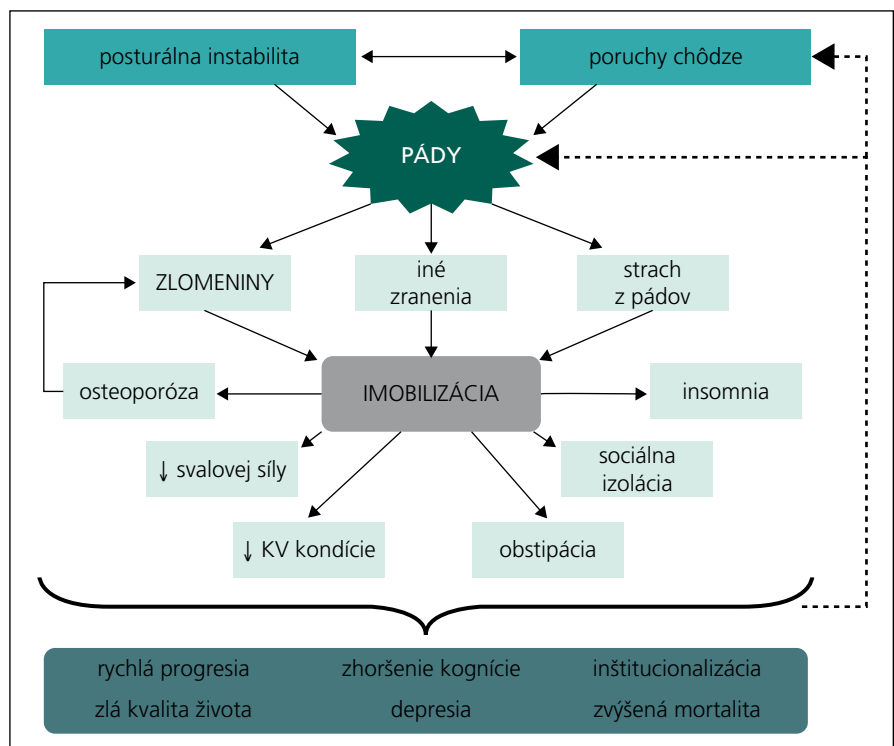 posturálna instabilita
poruchy chôdze
PÁDY
ZLOMENINY
iné
zranenia
strach
z pádov
osteoporóza
IMOBILIZÁCIA
insomnia
↓ svalovej síly
sociálna
izolácia
↓ KV kondície
obstipácia
rychlá progresia
zhoršenie kognície
inštitucionalizácia
zlá kvalita života
depresia
zvýšená mortalita